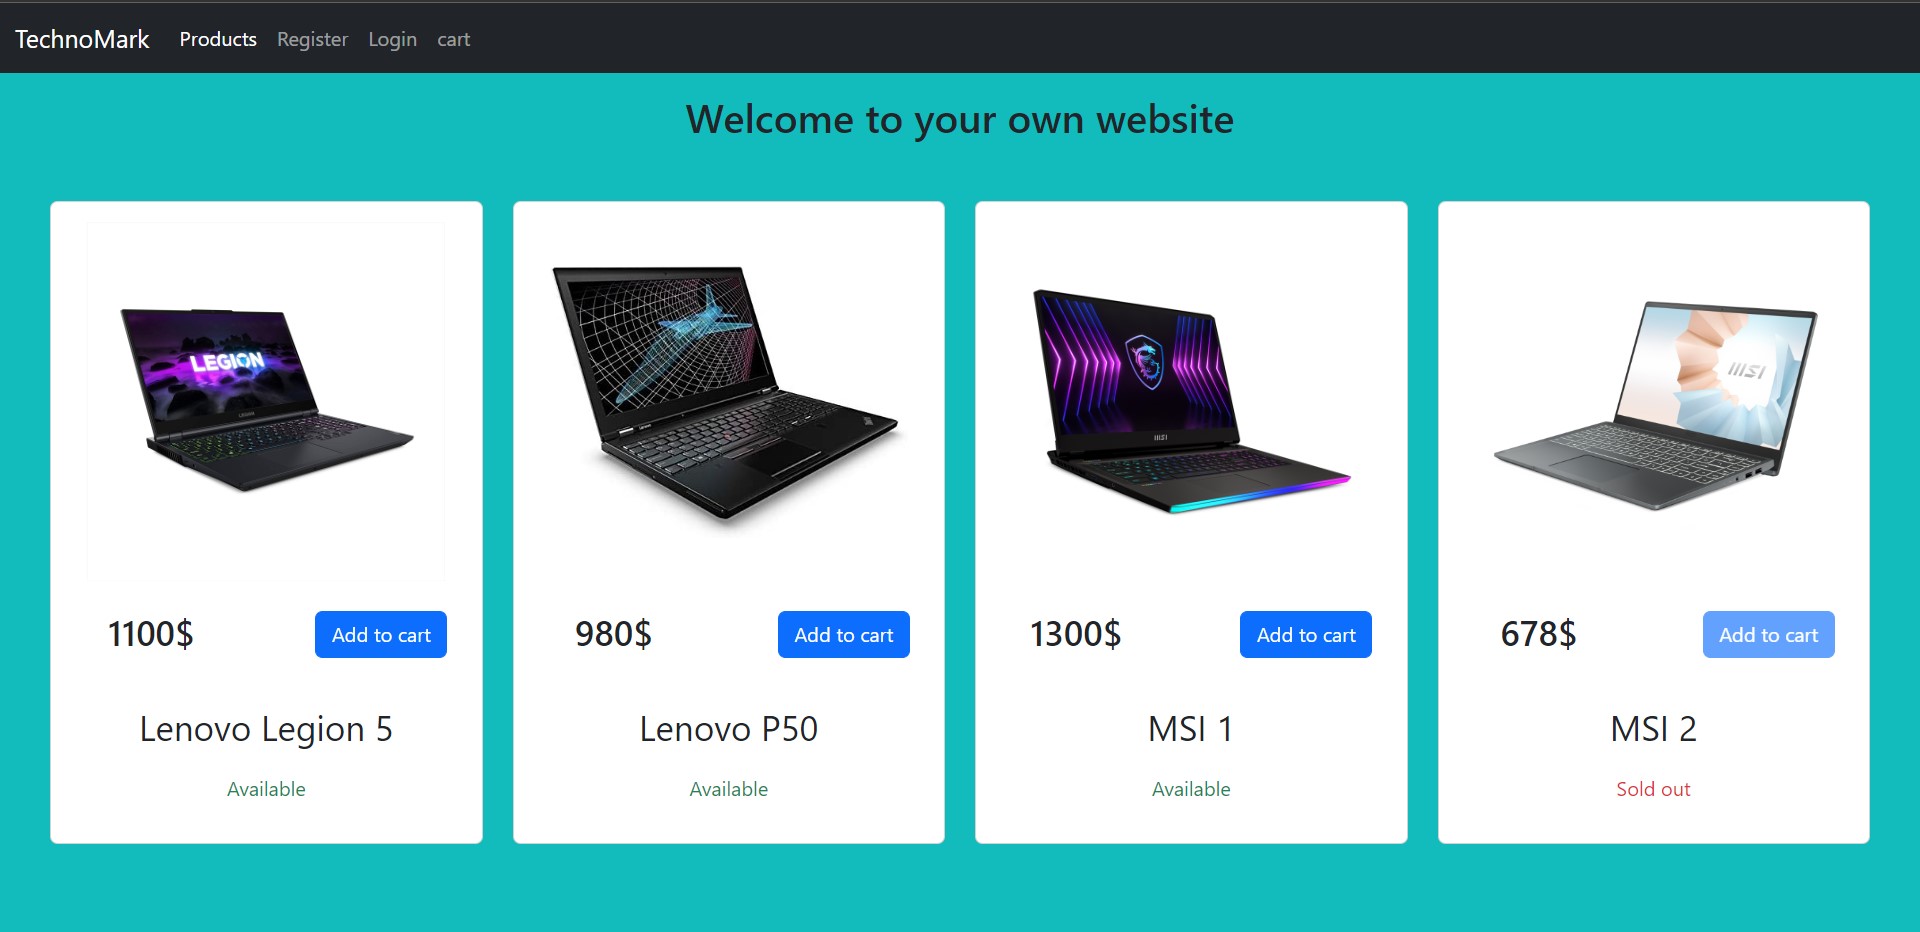 TechnoMark Products Register Login cart
Welcome to your own website
LEGION
LEGION
msi
msi
1100$ Add to cart
980$ Add to cart
1300$ Add to cart
678$ Add to cart
Lenovo Legion 5
Lenovo P50
MSI 1
MSI 2
Available
Available
Available
Sold out